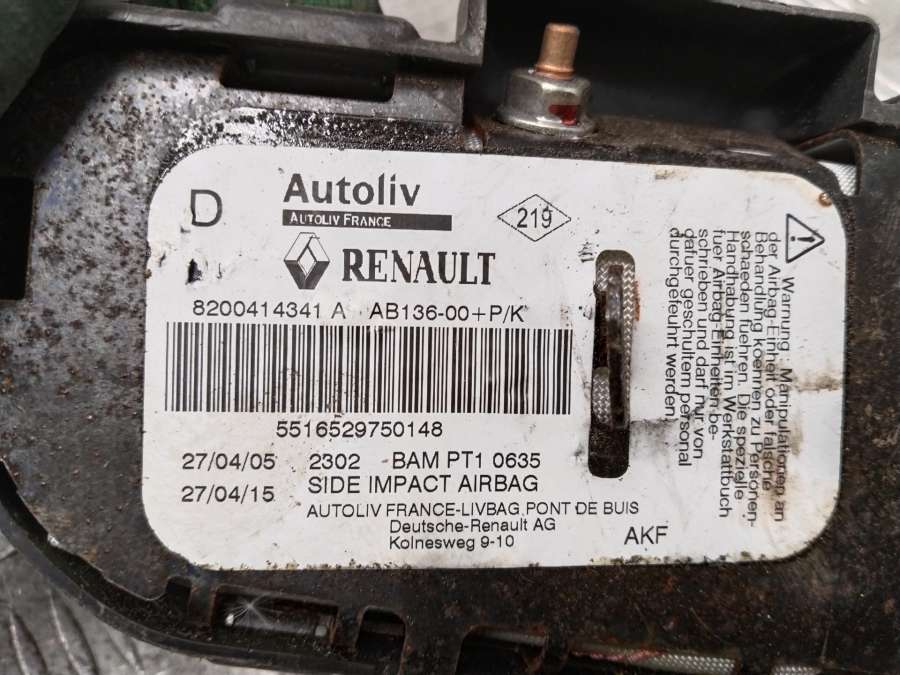 D
Autoliv
AUTOLIV FRANCE
219
RENAULT
8200414341 A AB136-00+P/K
5516529750148
27/04/05 2302 -BAM PT1 0635
27/04/15 SIDE IMPACT AIRBAG
AUTOLIV FRANCE-LIVBAG, PONT DE BUIS
Deutsche-Renault AG
Kolnesweg 9-10
AKF
Warnung : Manipulationen an
der Airbag-Einheit oder falsche
Behandlung koennen zu Personen-
schaeden fuehren. Die spezielle
Handhabung ist im Werkstattbuch
fuer Airbag-Einheiten be-
schrieben und darf nur von
dafuer geschultem personal
durchgefeuhrt werden.